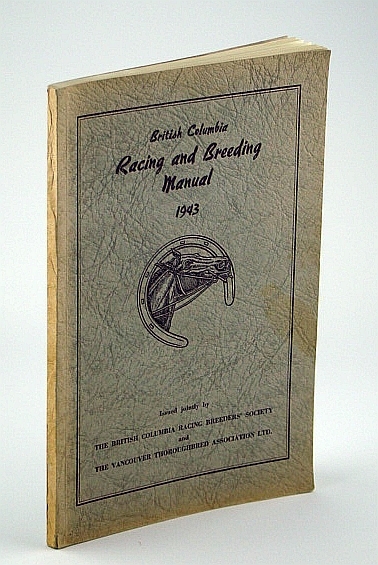 British Columbia
Racing and Breeding
Manual
1943
Issued jointly by
THE BRITISH COLUMBIA RACING BREEDERS' SOCIETY
and
THE VANCOUVER THOROUGHBRED ASSOCIATION LTD.